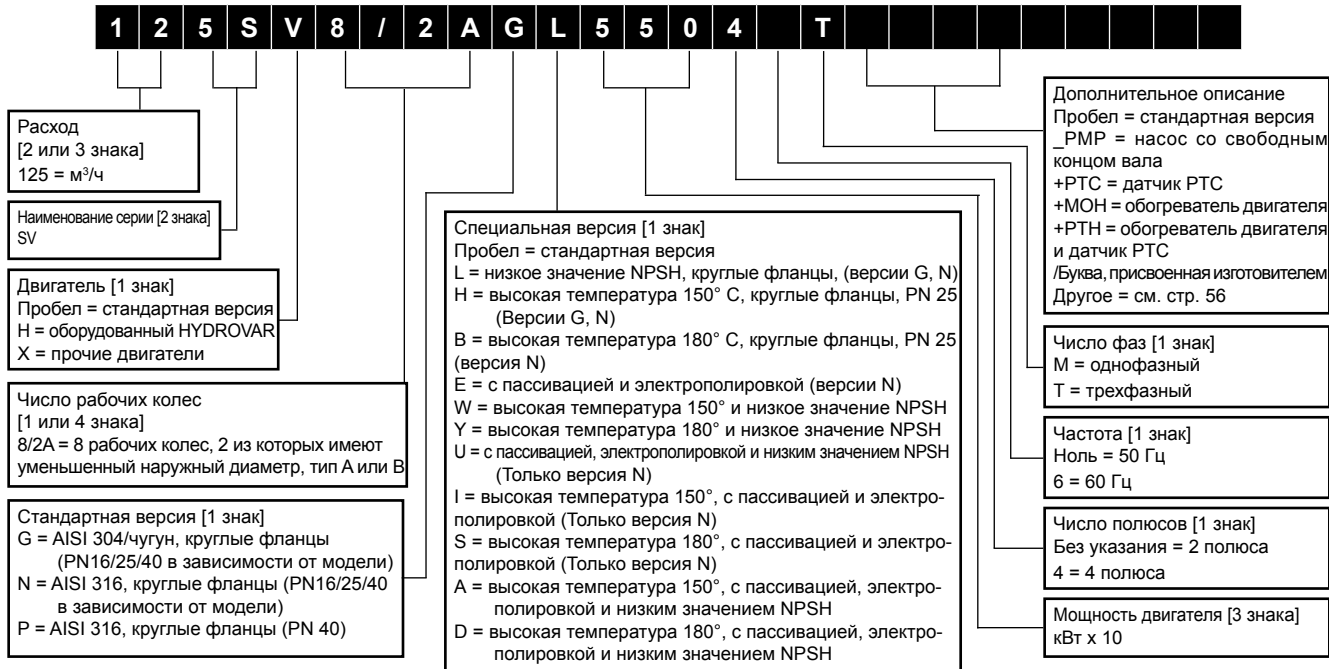 125SV8/2AGL5504 T
Расход
[2 или 3 знака]
125 = м³/ч
Наименование серии [2 знака]
SV
Двигатель [1 знак]
Пробел = стандартная версия
H = оборудованный HYDROVAR
X = прочие двигатели
Число рабочих колес
[1 или 4 знака]
8/2A = 8 рабочих колес, 2 из которых имеют
уменьшенный наружный диаметр, тип A или B
Стандартная версия [1 знак]
G = AISI 304/чугун, круглые фланцы
(PN16/25/40 в зависимости от модели)
N = AISI 316, круглые фланцы (PN16/25/40
в зависимости от модели)
P = AISI 316, круглые фланцы (PN 40)
Специальная версия [1 знак]
Пробел = стандартная версия
L = низкое значение NPSH, круглые фланцы, (версии G, N)
H = высокая температура 150° C, круглые фланцы, PN 25
(Версии G, N)
B = высокая температура 180° C, круглые фланцы, PN 25
(версия N)
E = с пассивацией и электрополировкой (версии N)
W = высокая температура 150° и низкое значение NPSH
Y = высокая температура 180° и низкое значение NPSH
U = с пассивацией, электрополировкой и низким значением NPSH
(Только версия N)
I = высокая температура 150°, с пассивацией и электро-
полировкой (Только версия N)
S = высокая температура 180°, с пассивацией и электро-
полировкой (Только версия N)
A = высокая температура 150°, с пассивацией, электро-
полировкой и низким значением NPSH
D = высокая температура 180°, с пассивацией, электро-
полировкой и низким значением NPSH
Дополнительное описание
Пробел = стандартная версия
_PMP = насос со свободным
концом вала
+PTC = датчик PTC
+MOH = обогреватель двигателя
+PTH = обогреватель двигателя
и датчик PTC
/Буква, присвоенная изготовителем
Другое = см. стр. 56
Число фаз [1 знак]
M = однофазный
T = трехфазный
Частота [1 знак]
Ноль = 50 Гц
6 = 60 Гц
Число полюсов [1 знак]
Без указания = 2 полюса
4 = 4 полюса
Мощность двигателя [3 знака]
кВт x 10